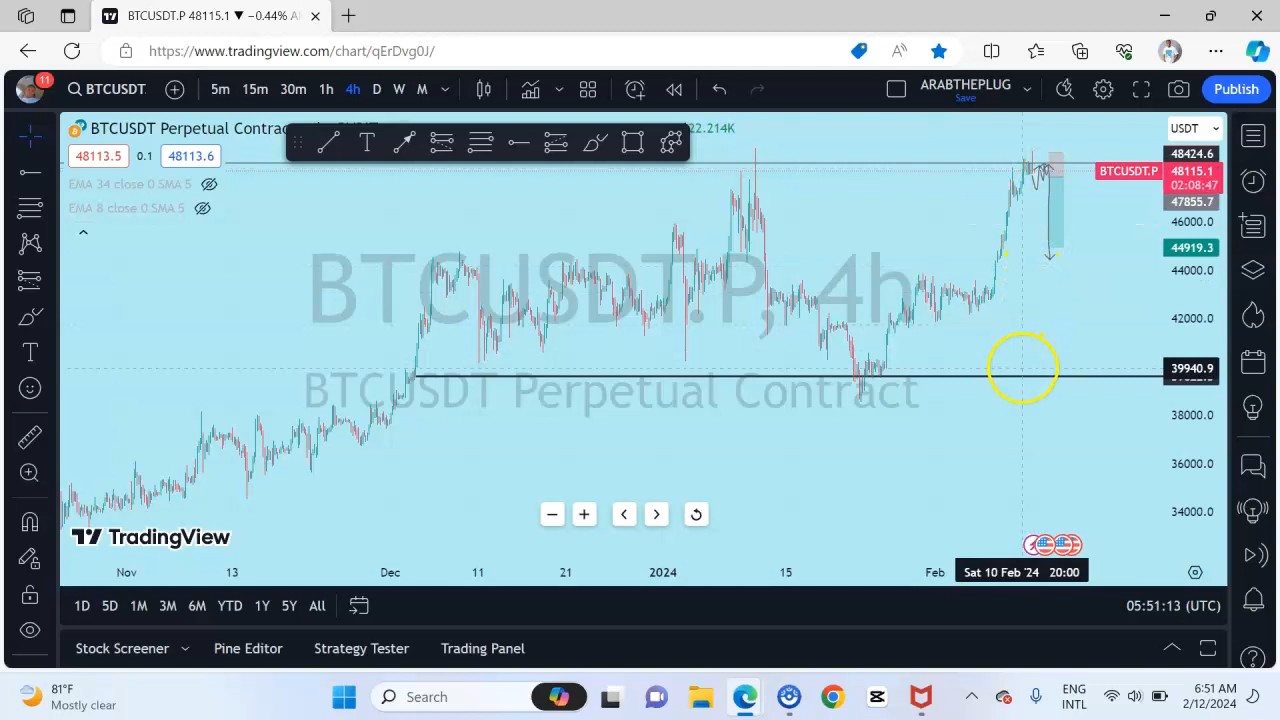 BTCUSDT.P 48115.1 ▼ −0.44% A
https://www.tradingview.com/chart/qErDvg0J/
11
BTCUSDT.
5m 15m 30m 1h 4h D W M
ARABTHEPLUG
Save
Publish
BTCUSDT Perpetual Contrac
22.214K
USDT
48113.5 0.1 48113.6
EMA 34 close 0 SMA 5
EMA 8 close 0 SMA 5
48424.6
BTCUSDT.P 48115.1
02:08:47
47855.7
46000.0
44919.3
44000.0
42000.0
39940.9
38000.0
36000.0
34000.0
BTCUSDT.P, 4h
BTCUSDT Perpetual Contract
TradingView
Nov 13 Dec 11 21 2024 15 Feb Sat 10 Feb '24 20:00
1D 5D 1M 3M 6M YTD 1Y 5Y All
05:51:13 (UTC)
Stock Screener Pine Editor Strategy Tester Trading Panel
81°F
Mostly clear
Search
ENG
INTL
6:51 AM
2/12/2024